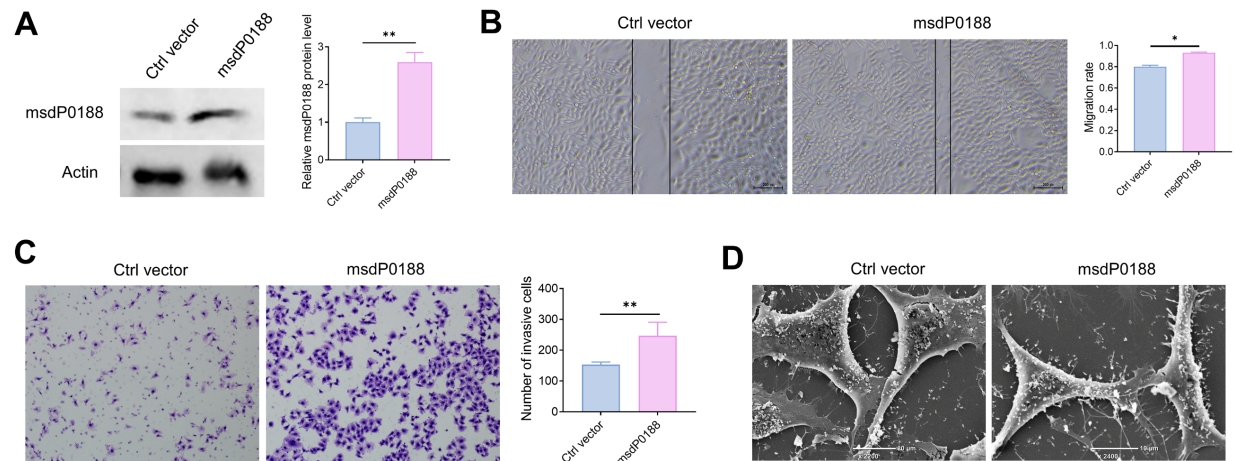 A
Ctrl vector
msdP0188
msdP0188
Actin
Relative msdP0188 protein level
3
2
1
0
**
Ctrl vector
msdP0188
B
Ctrl vector
msdP0188
Migration rate
1.0
0.8
0.6
0.4
0.2
0.0
*
Ctrl vector
msdP0188
C
Ctrl vector
msdP0188
Number of invasive cells
400
300
200
100
0
**
Ctrl vector
msdP0188
D
Ctrl vector
msdP0188
x 2200
x 2400
10 μm